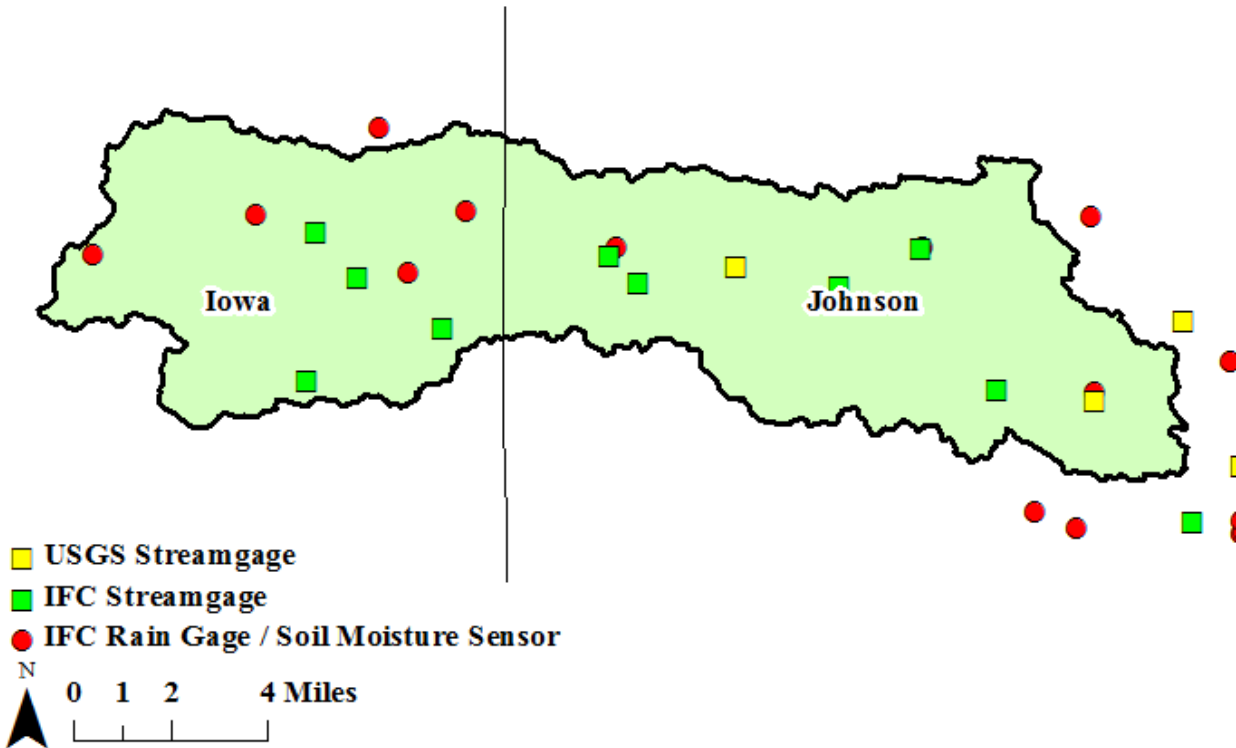 Iowa
Johnson
USGS Streamgage
IFC Streamgage
IFC Rain Gage / Soil Moisture Sensor
N
0 1 2 4 Miles